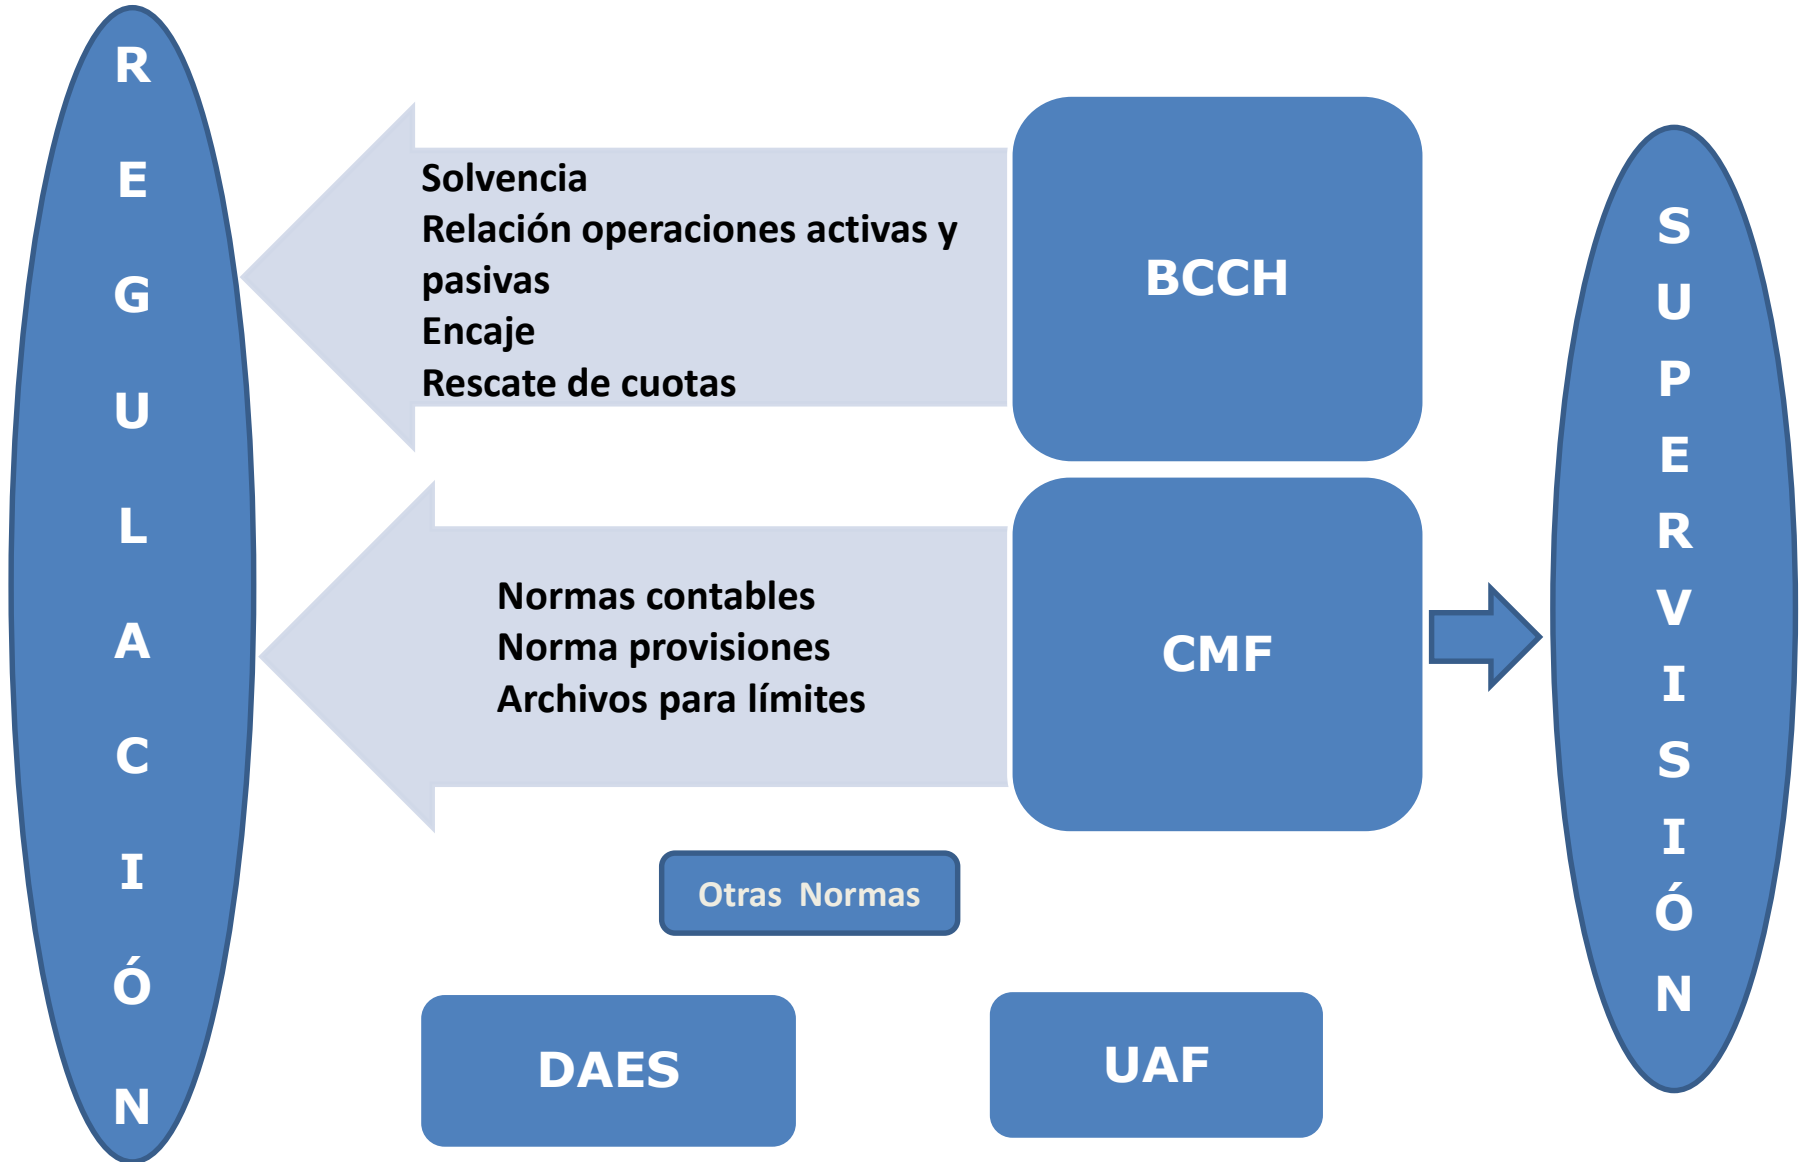 REGULACIÓN
Solvencia
Relación operaciones activas y
pasivas
Encaje
Rescate de cuotas
BCCH
Normas contables
Norma provisiones
Archivos para límites
CMF
SUPERVISIÓN
Otras Normas
DAES
UAF